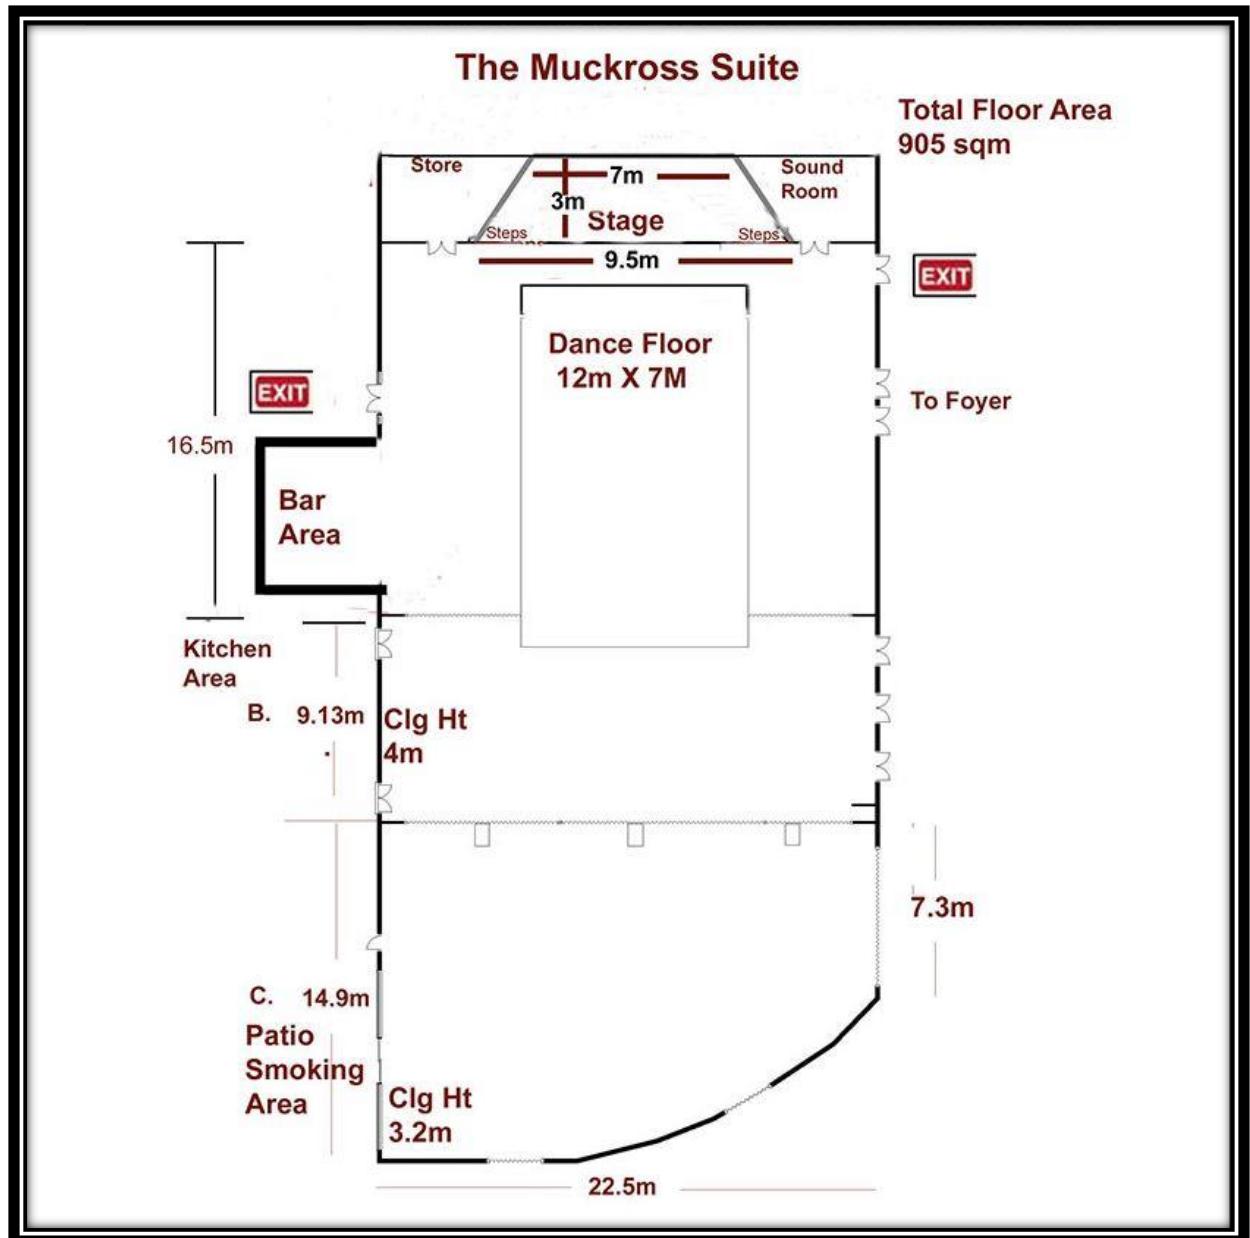 The Muckross Suite
Total Floor Area
905 sqm
Store
7m
3m
Stage
Sound
Room
Steps
Steps
9.5m
EXIT
Dance Floor
12m X 7M
EXIT
To Foyer
16.5m
Bar
Area
Kitchen
Area
B. 9.13m
Clg Ht
4m
7.3m
C. 14.9m
Patio
Smoking
Area
Clg Ht
3.2m
22.5m